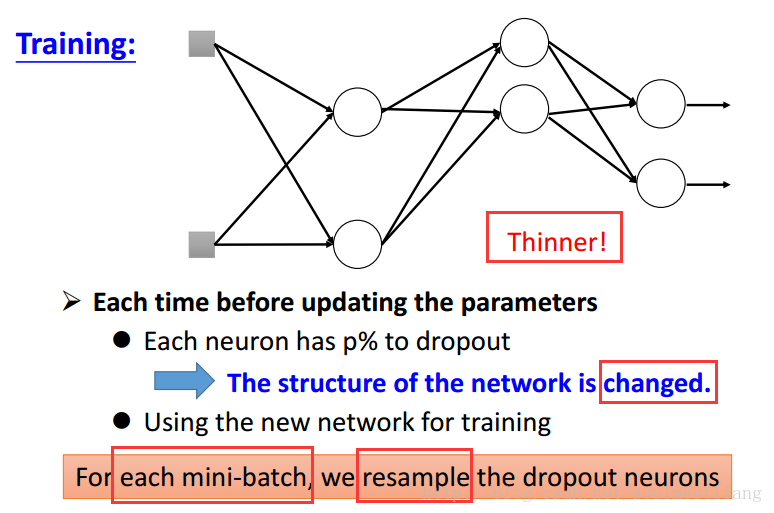 Training:
Thinner!
Each time before updating the parameters
Each neuron has p% to dropout
The structure of the network is changed.
Using the new network for training
For each mini-batch, we resample the dropout neurons